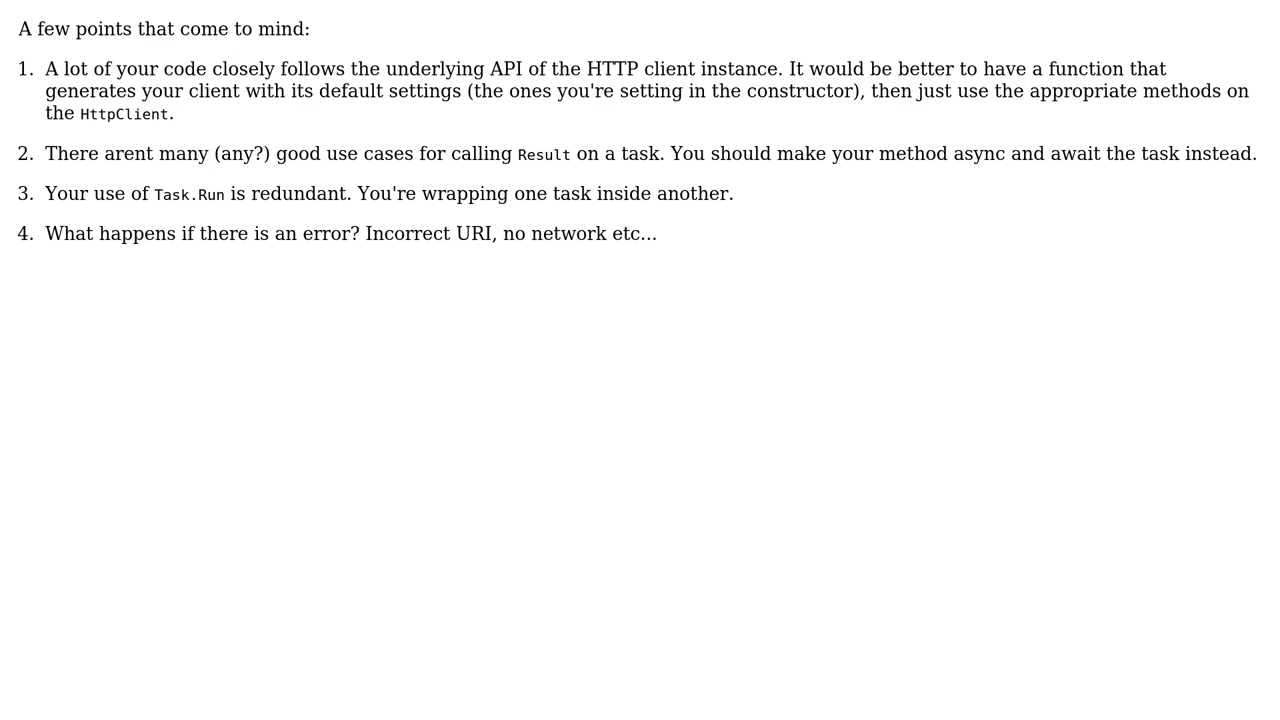 A few points that come to mind:
1. A lot of your code closely follows the underlying API of the HTTP client instance. It would be better to have a function that
generates your client with its default settings (the ones you're setting in the constructor), then just use the appropriate methods on
the HttpClient.
2. There arent many (any?) good use cases for calling Result on a task. You should make your method async and await the task instead.
3. Your use of Task.Run is redundant. You're wrapping one task inside another.
4. What happens if there is an error? Incorrect URI, no network etc...